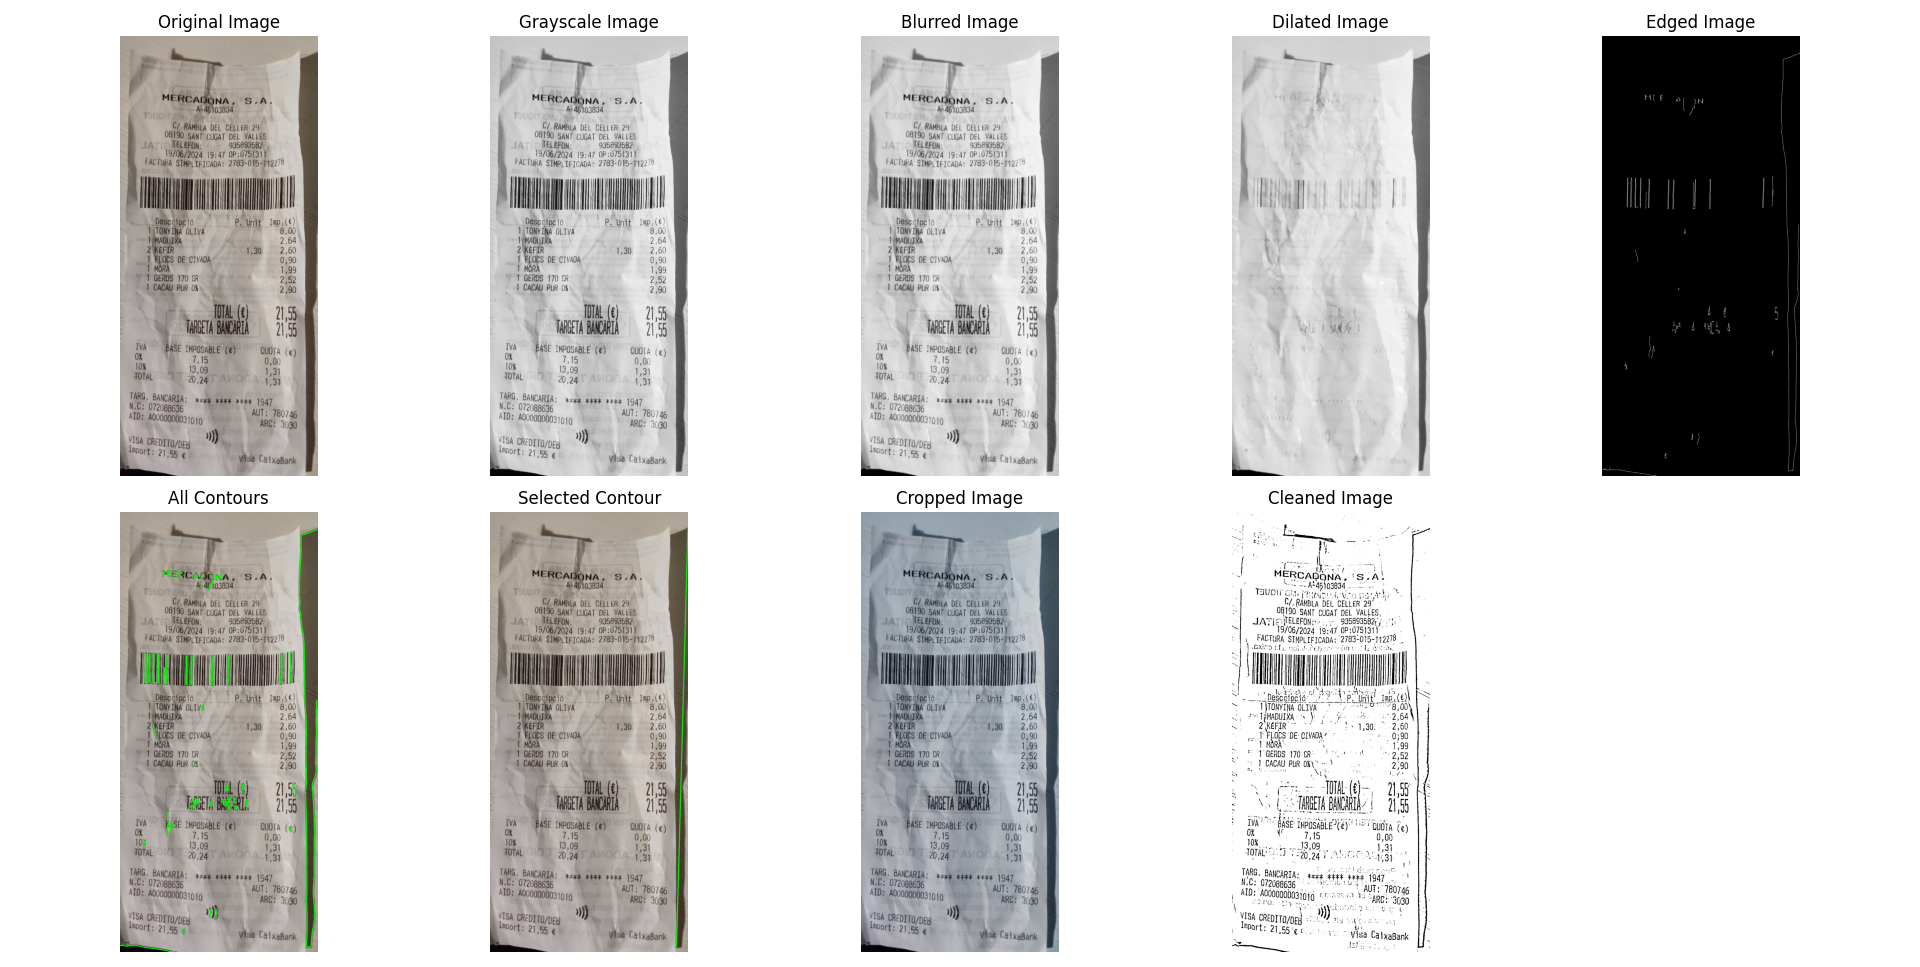 Original Image
Grayscale Image
Blurred Image
Dilated Image
Edged Image
MERCADONA, S.A.
A-46103834
C/ RAMBLA DEL CELLER 29
08190 SANT CUGAT DEL VALLES
TELÈFON: 935893582
19/06/2024 19:47 OP:0751311
FACTURA SIMPLIFICADA: 2783-015-112278
Descripció P. Unit Imp.(€)
1 TONYINA OLIVA 8,00
1 MADUIXA 2,64
2 KEFIR 1,30 2,60
1 FLOCS DE CIVADA 0,90
1 MÓRA 1,99
1 GERDS 170 GR 2,52
1 CACAU PUR 0% 2,90
TOTAL (€) 21,55
TARGETA BANCÀRIA 21,55
IVA BASE IMPOSABLE (€) QUOTA (€)
0% 7,15 0,00
10% 13,09 1,31
TOTAL 20,24 1,31
TARG. BANCARIA: **** **** **** 1947
N.C: 072088636 AUT: 780746
AID: A0000000031010 ARC: 3030
VISA CREDITO/DEB
Import: 21,55 € Visa CaixaBank
All Contours
Selected Contour
Cropped Image
Cleaned Image